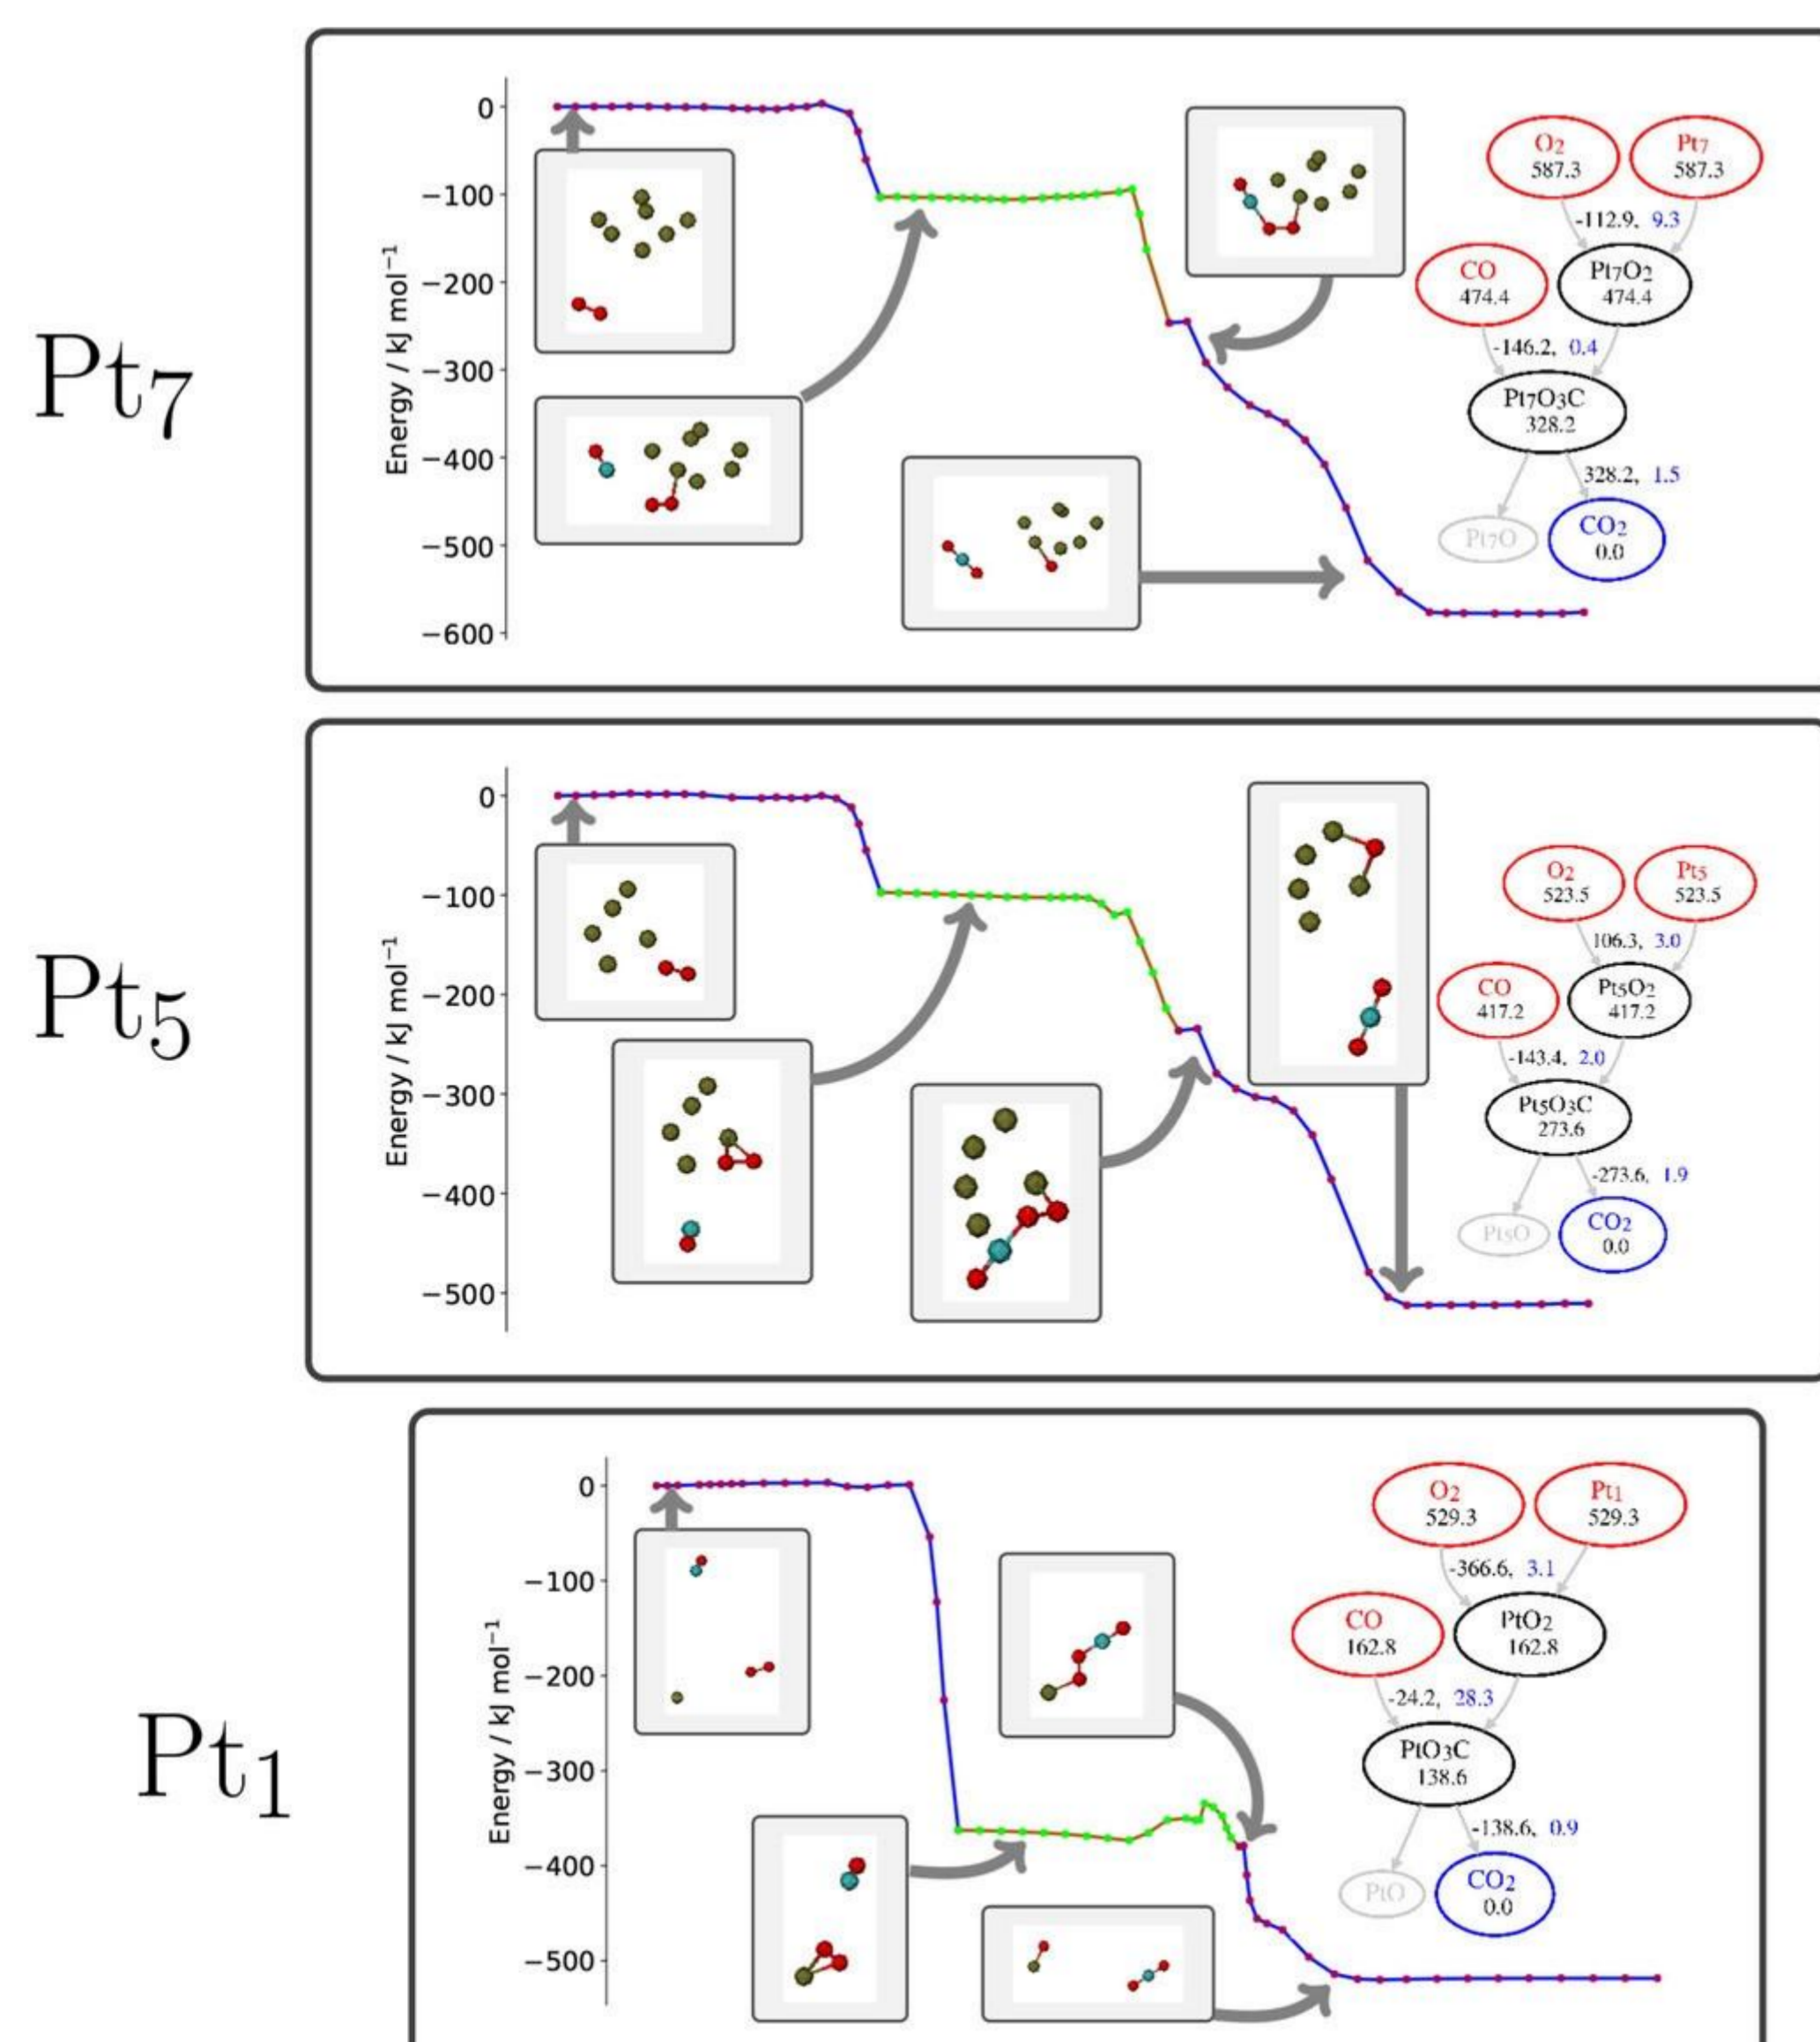 Pt7
Energy / kJ mol−1
0
−100
−200
−300
−400
−500
−600
O2
587.3
Pt7
587.3
-112.9, 9.3
CO
474.4
Pt7O2
474.4
-146.2, 0.4
Pt7O3C
328.2
328.2, 1.5
Pt7O
CO2
0.0
Pt5
Energy / kJ mol−1
0
−100
−200
−300
−400
−500
O2
523.5
Pt5
523.5
106.3, 3.0
CO
417.2
Pt5O2
417.2
-143.4, 2.0
Pt5O3C
273.6
-273.6, 1.9
Pt5O
CO2
0.0
Pt1
Energy / kJ mol−1
0
−100
−200
−300
−400
−500
O2
529.3
Pt1
529.3
-366.6, 3.1
CO
162.8
PtO2
162.8
-24.2, 28.3
PtO3C
138.6
-138.6, 0.9
PtO
CO2
0.0